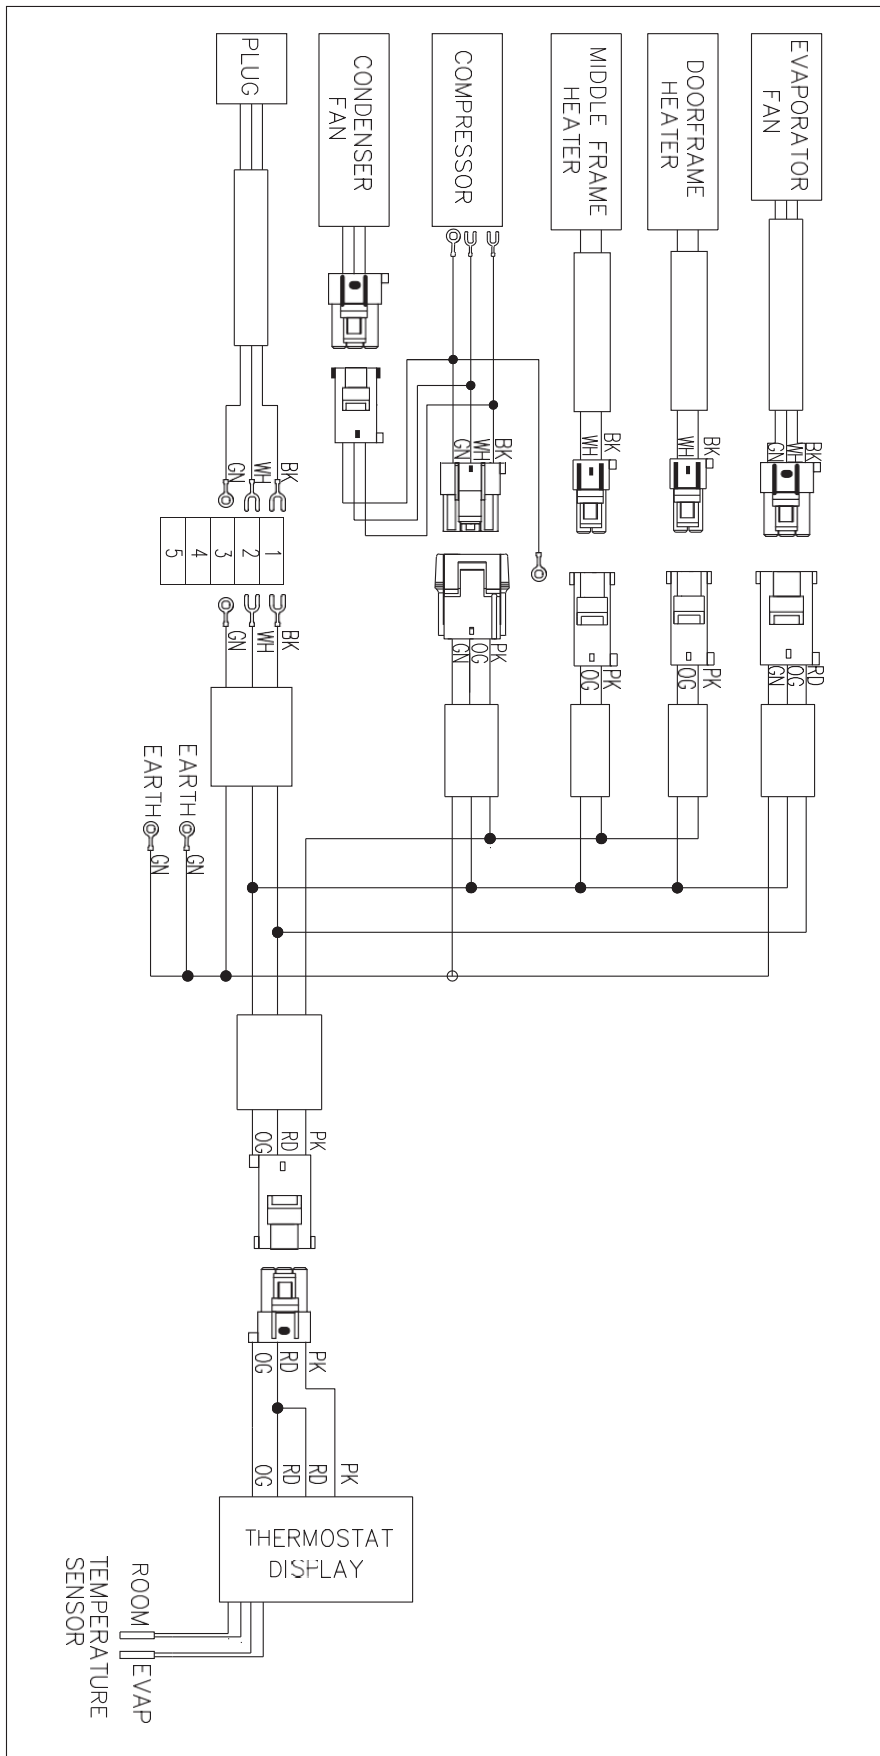 PLUG
CONDENSER
FAN
COMPRESSOR
MIDDLE FRAME
HEATER
DOORFRAME
HEATER
EVAPORATOR
FAN
GN
WH
BK
GN
WH
BK
WH
BK
WH
BK
GN
WH
BK
5
4
3
2
1
GN
WH
BK
GN
OG
PK
OG
PK
OG
PK
GN
OG
RD
EARTH
EARTH
GN
GN
OG
RD
PK
OG
RD
PK
OG
RD
RD
PK
THERMOSTAT
DISPLAY
ROOM
EVAP
TEMPERATURE
SENSOR